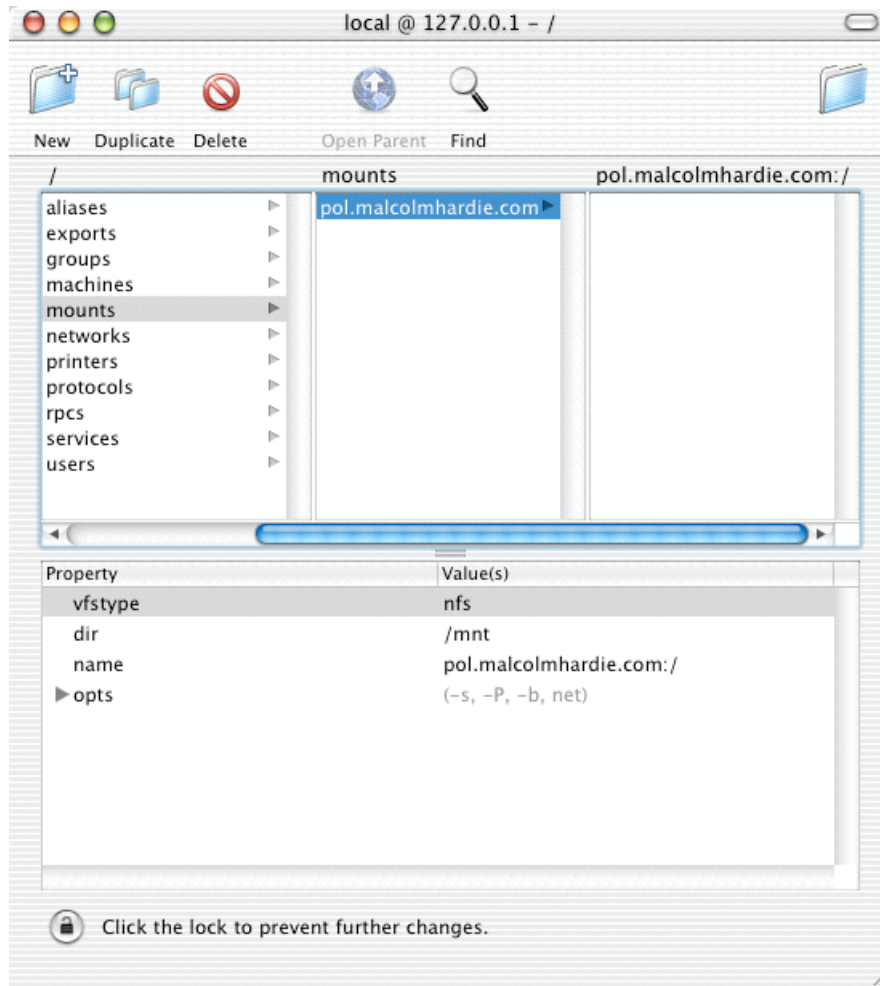 local @ 127.0.0.1 – /
New Duplicate Delete Open Parent Find
/ mounts pol.malcolmhardie.com:/
aliases pol.malcolmhardie.com
exports
groups
machines
mounts
networks
printers
protocols
rpcs
services
users
Property Value(s)
vfstype nfs
dir /mnt
name pol.malcolmhardie.com:/
opts (–s, –P, –b, net)
Click the lock to prevent further changes.